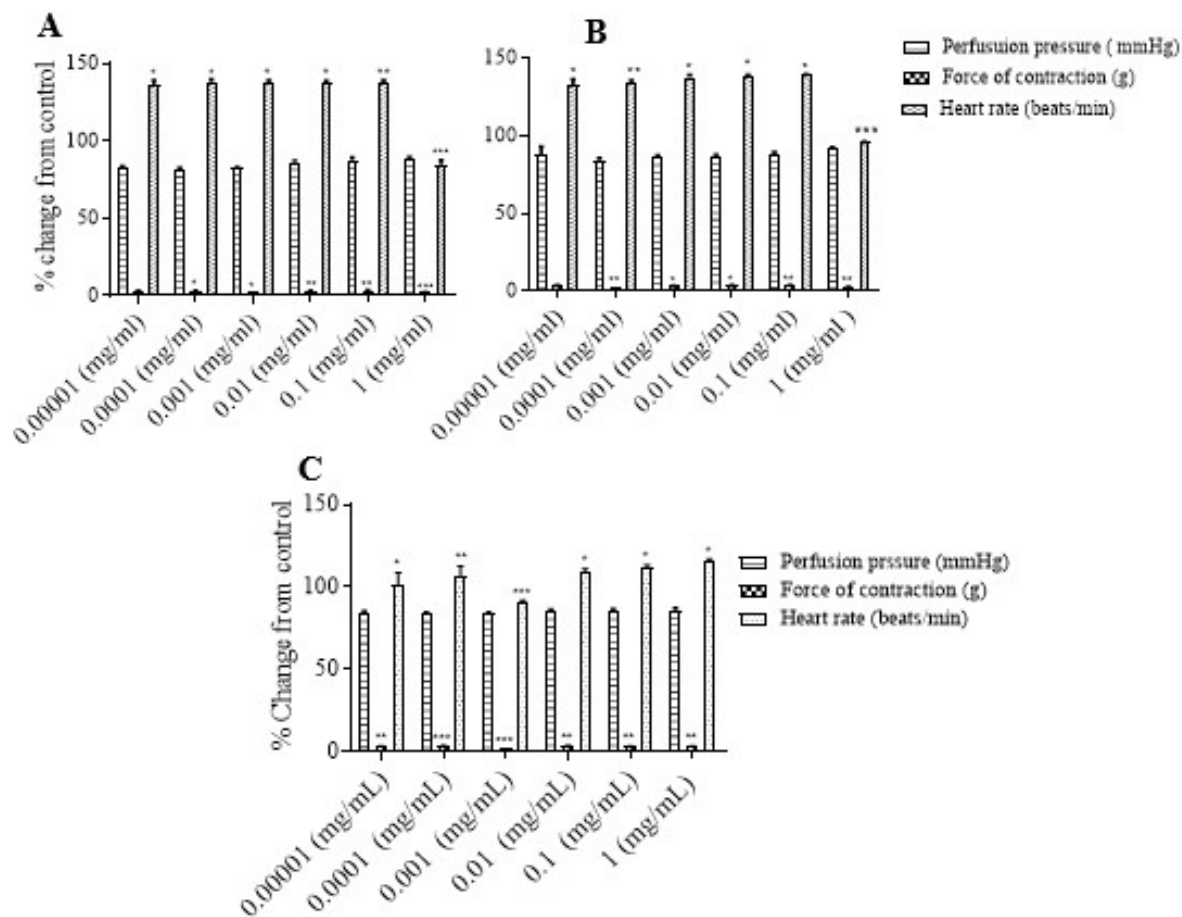 A
% change from control
150
100
50
0
* * * * ** ***
* * ** ** ***
0.00001 (mg/ml)
0.0001 (mg/ml)
0.001 (mg/ml)
0.01 (mg/ml)
0.1 (mg/ml)
1 (mg/ml)
B
150
100
50
0
* ** * * * ***
** * * ** **
0.00001 (mg/ml)
0.0001 (mg/ml)
0.001 (mg/ml)
0.01 (mg/ml)
0.1 (mg/ml)
1 (mg/ml )
Perfusuion pressure ( mmHg)
Force of contraction (g)
Heart rate (beats/min)
C
% Change from control
150
100
50
0
* ** *** * * *
** *** *** ** ** **
0.00001 (mg/mL)
0.0001 (mg/mL)
0.001 (mg/mL)
0.01 (mg/mL)
0.1 (mg/mL)
1 (mg/mL)
Perfusion prssure (mmHg)
Force of contraction (g)
Heart rate (beats/min)